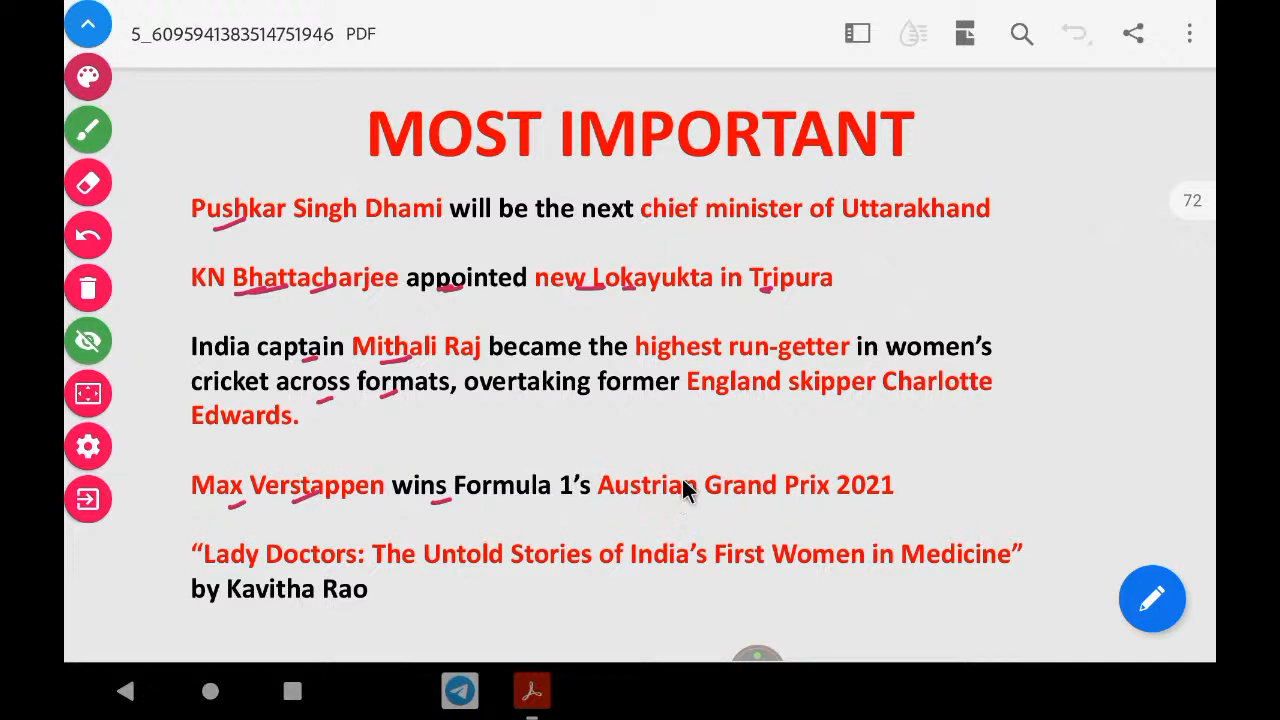 5_6095941383514751946 PDF
MOST IMPORTANT
72
Pushkar Singh Dhami will be the next chief minister of Uttarakhand
KN Bhattacharjee appointed new Lokayukta in Tripura
India captain Mithali Raj became the highest run-getter in women's
cricket across formats, overtaking former England skipper Charlotte
Edwards.
Max Verstappen wins Formula 1's Austrian Grand Prix 2021
“Lady Doctors: The Untold Stories of India's First Women in Medicine”
by Kavitha Rao